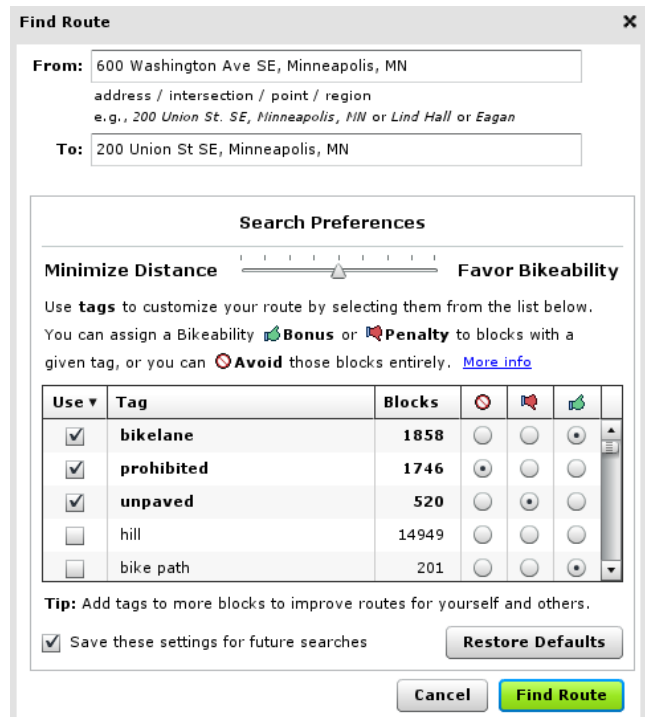 Find Route
From: 600 Washington Ave SE, Minneapolis, MN
address / intersection / point / region
e.g., 200 Union St. SE, Minneapolis, MN or Lind Hall or Eagan
To: 200 Union St SE, Minneapolis, MN
Search Preferences
Minimize Distance Favor Bikeability
Use tags to customize your route by selecting them from the list below.
You can assign a Bikeability Bonus or Penalty to blocks with a
given tag, or you can Avoid those blocks entirely. More info
Use Tag Blocks
bikelane 1858
prohibited 1746
unpaved 520
hill 14949
bike path 201
Tip: Add tags to more blocks to improve routes for yourself and others.
Save these settings for future searches Restore Defaults
Cancel Find Route